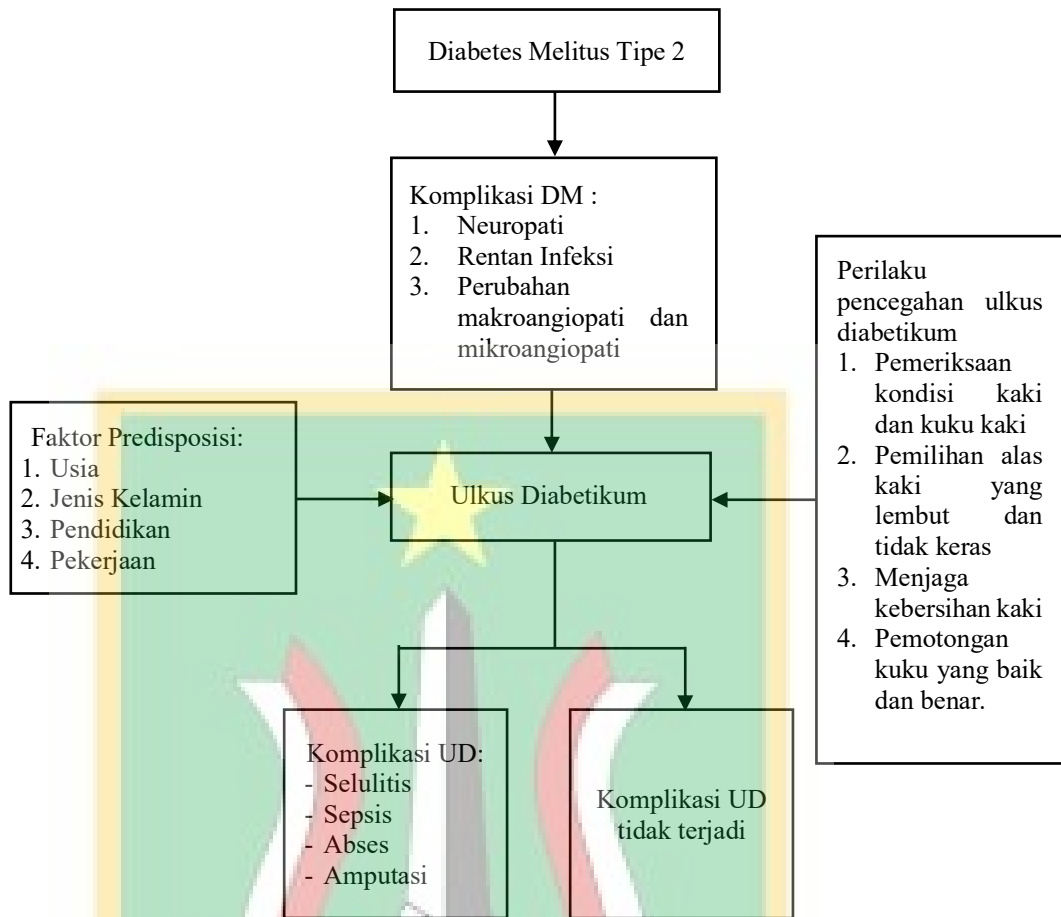 Diabetes Melitus Tipe 2
Komplikasi DM :
1. Neuropati
2. Rentan Infeksi
3. Perubahan
makroangiopati dan
mikroangiopati
Perilaku
pencegahan ulkus
diabetikum
1. Pemeriksaan
kondisi kaki
dan kuku kaki
2. Pemilihan alas
kaki yang
lembut dan
tidak keras
3. Menjaga
kebersihan kaki
4. Pemotongan
kuku yang baik
dan benar.
Faktor Predisposisi:
1. Usia
2. Jenis Kelamin
3. Pendidikan
4. Pekerjaan
Ulkus Diabetikum
Komplikasi UD:
- Selulitis
- Sepsis
- Abses
- Amputasi
Komplikasi UD
tidak terjadi